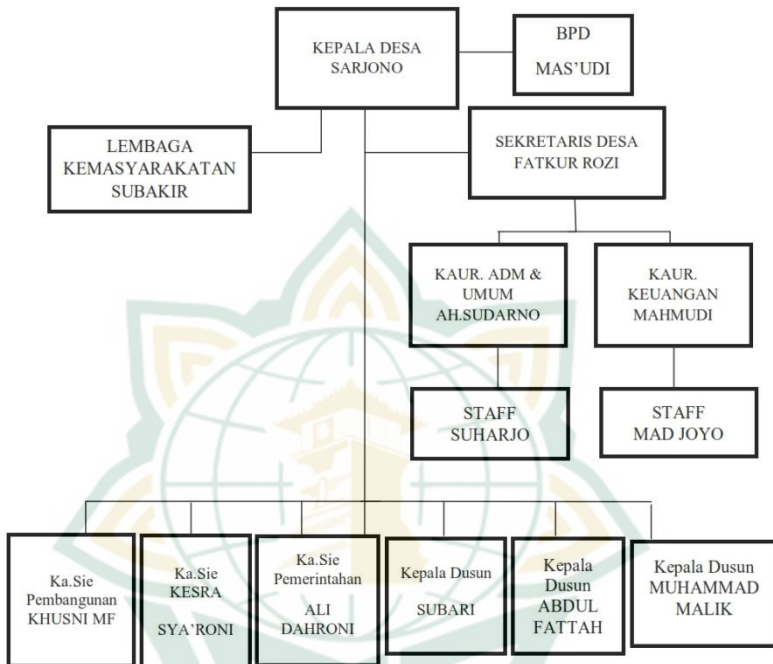 KEPALA DESA
SARJONO
BPD
MAS'UDI
LEMBAGA
KEMASYARAKATAN
SUBAKIR
SEKRETARIS DESA
FATKUR ROZI
KAUR. ADM &
UMUM
AH.SUDARNO
KAUR.
KEUANGAN
MAHMUDI
STAFF
SUHARJO
STAFF
MAD JOYO
Ka.Sie
Pembangunan
KHUSNI MF
Ka.Sie
KESRA
SYA'RONI
Ka.Sie
Pemerintahan
ALI
DAHRONI
Kepala Dusun
SUBARI
Kepala
Dusun
ABDUL
FATTAH
Kepala Dusun
MUHAMMAD
MALIK